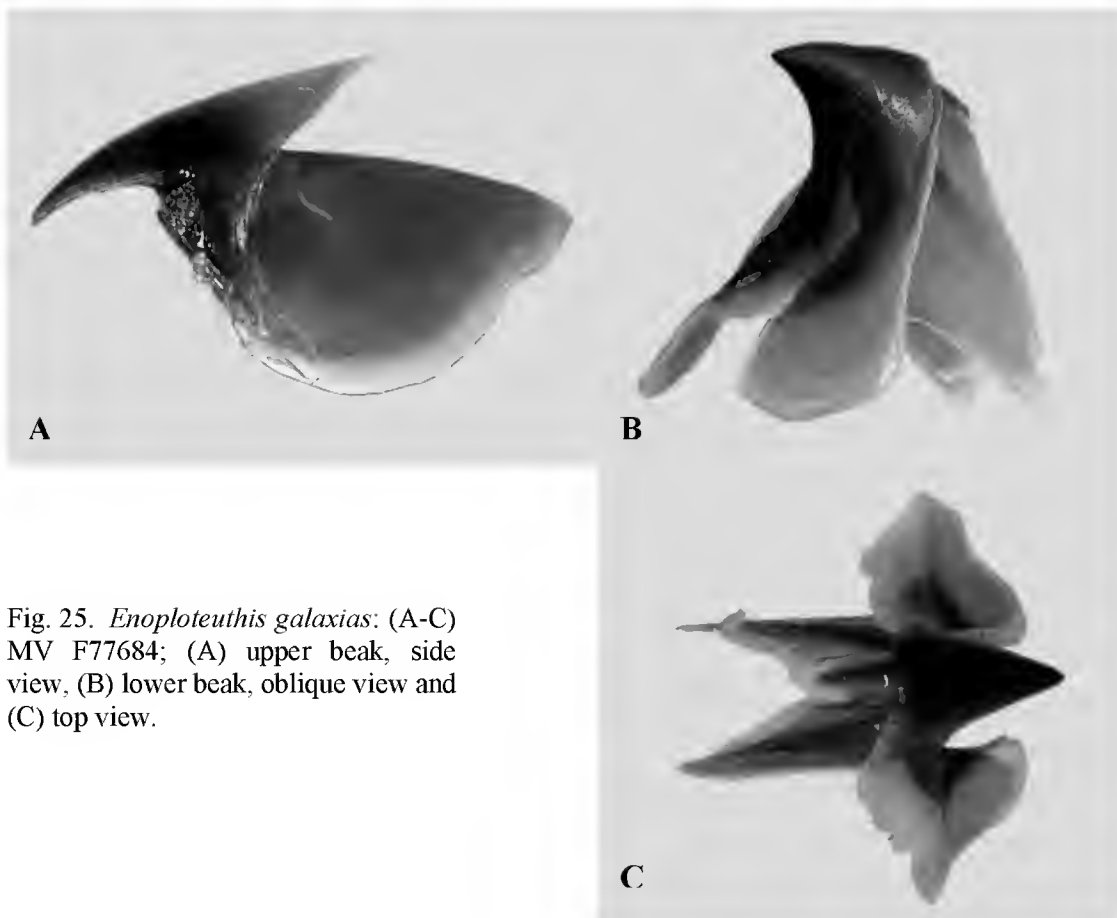 A
B
Fig. 25. Enoploteuthis galaxias: (A-C)
MV F77684; (A) upper beak, side
view, (B) lower beak, oblique view and
(C) top view.
C